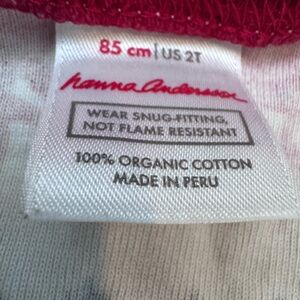 85 cm | US 2T
hanna andersson
WEAR SNUG-FITTING,
NOT FLAME RESISTANT
100% ORGANIC COTTON
MADE IN PERU